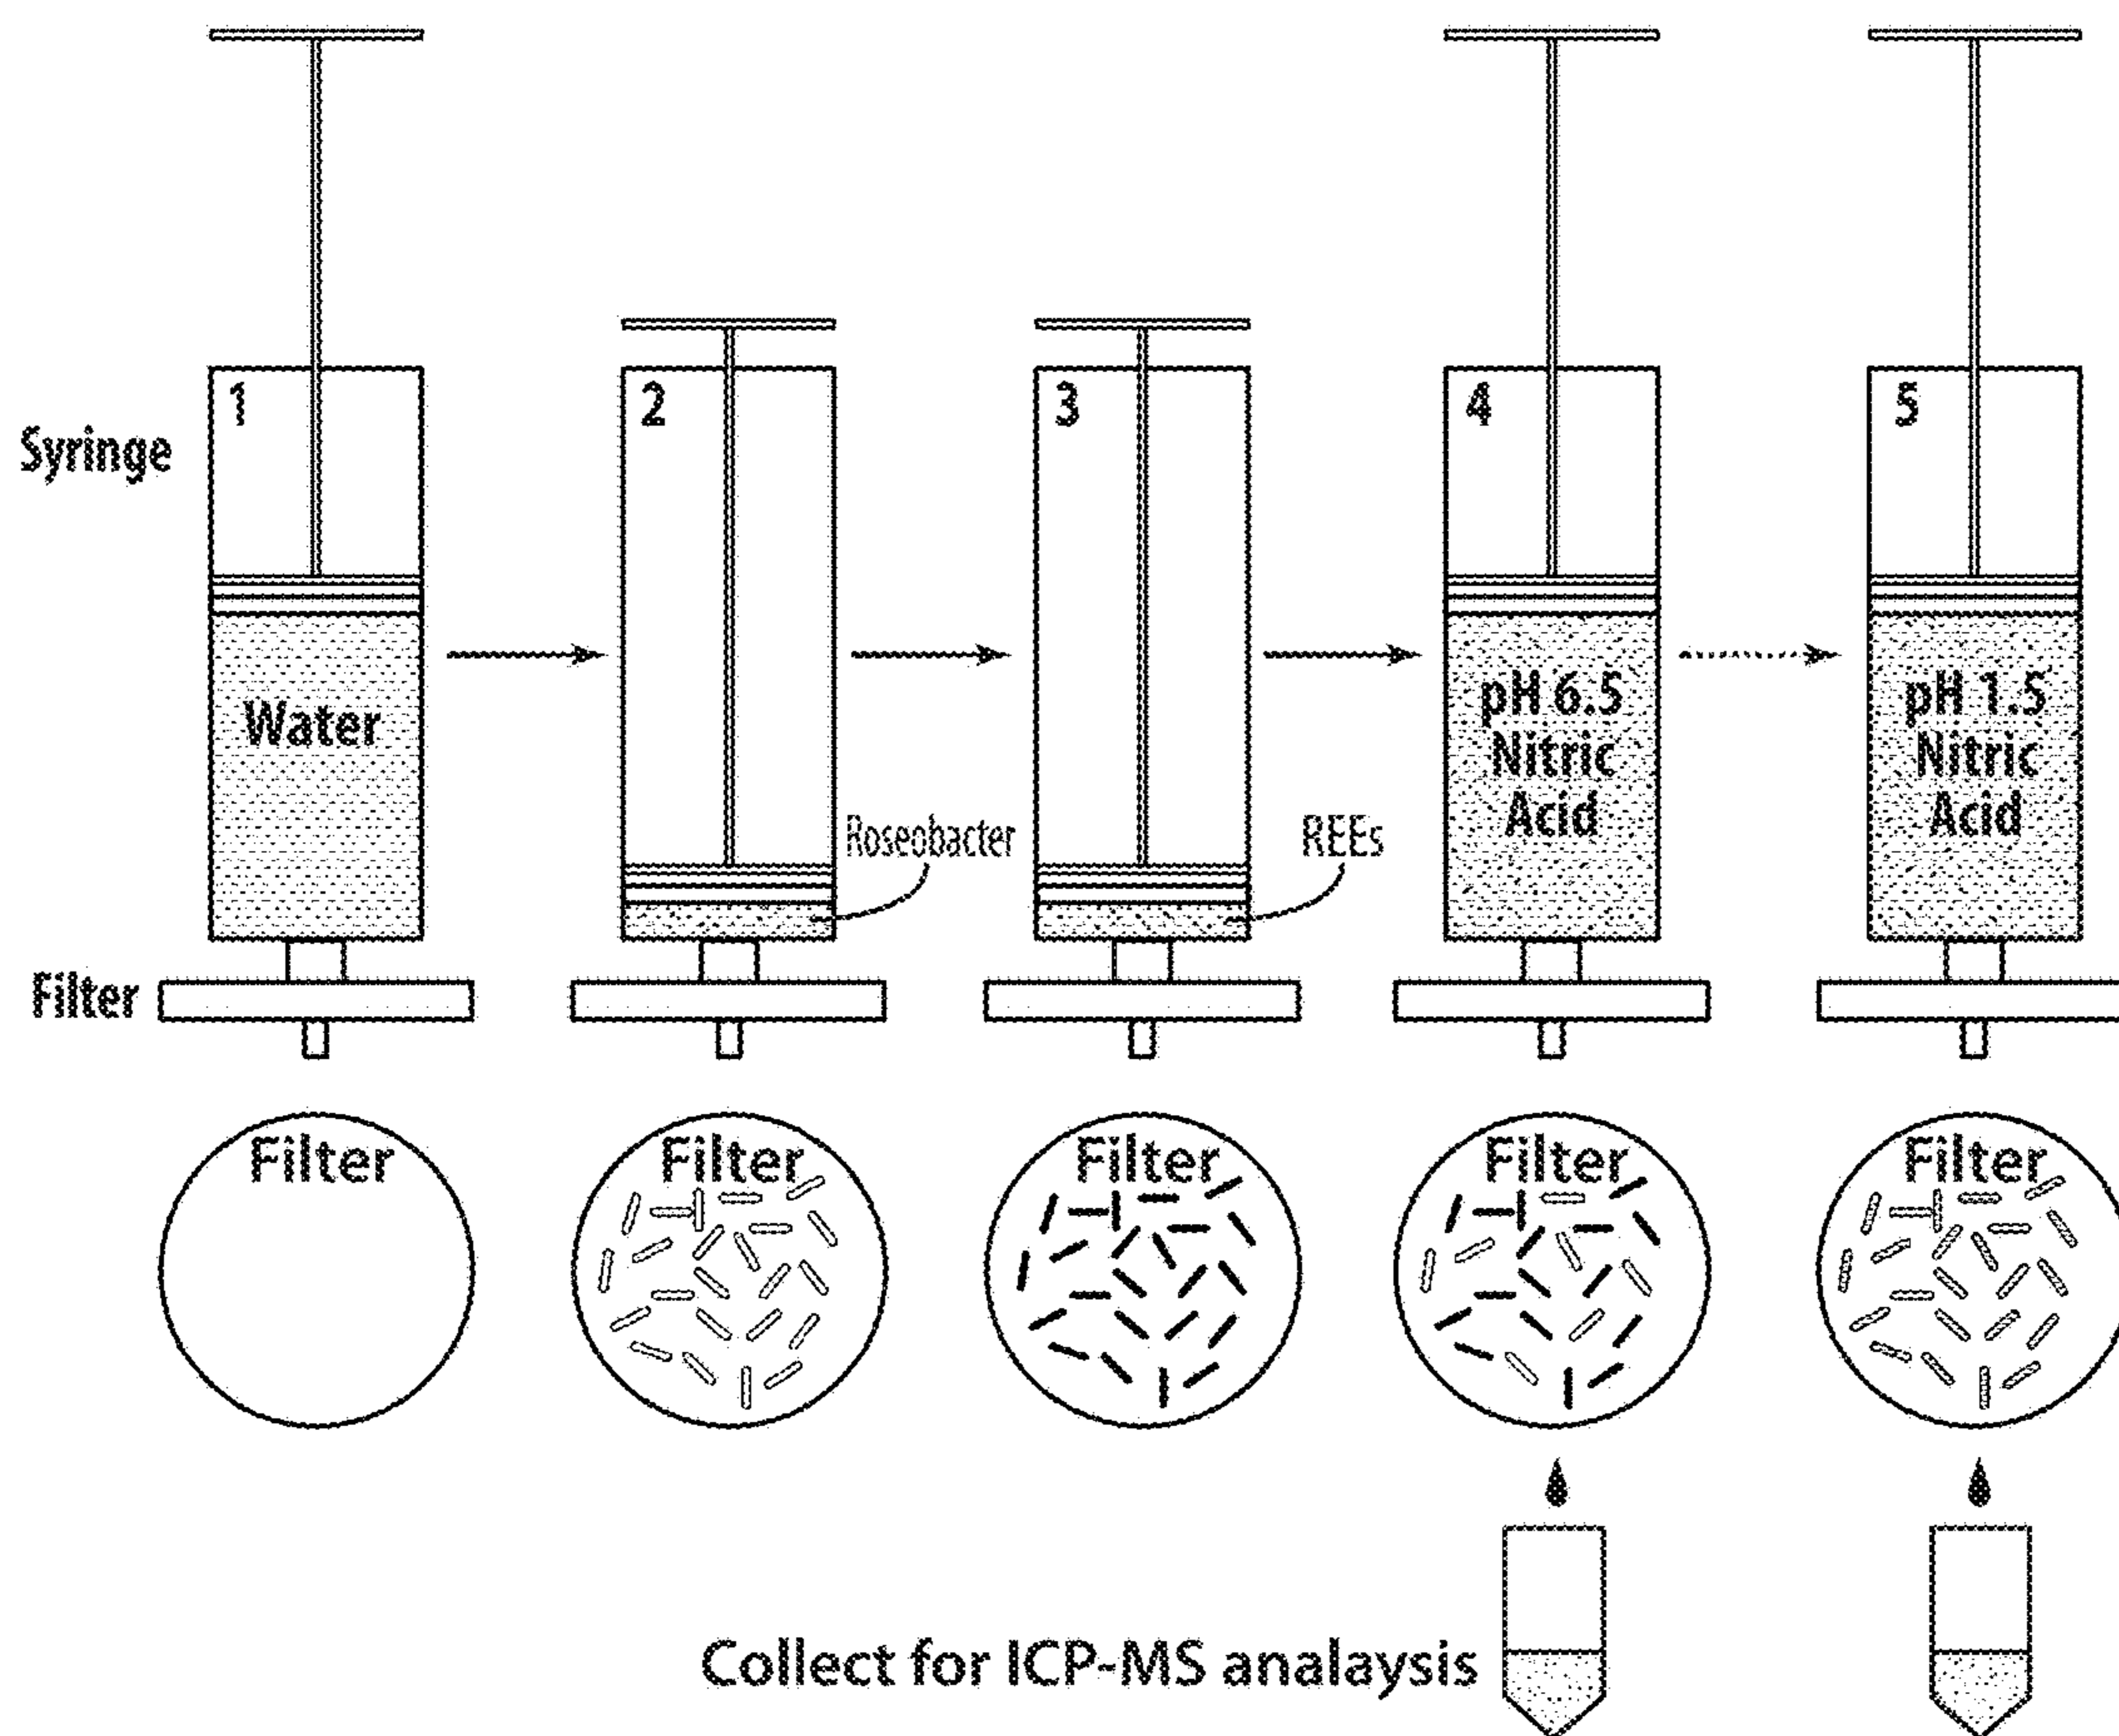 1
2
3
4
5
Syringe
Water
pH 6.5
Nitric
Acid
pH 1.5
Nitric
Acid
Roseobacter
REEs
Filter
Filter
Filter
Filter
Filter
Filter
Collect for ICP-MS analaysis